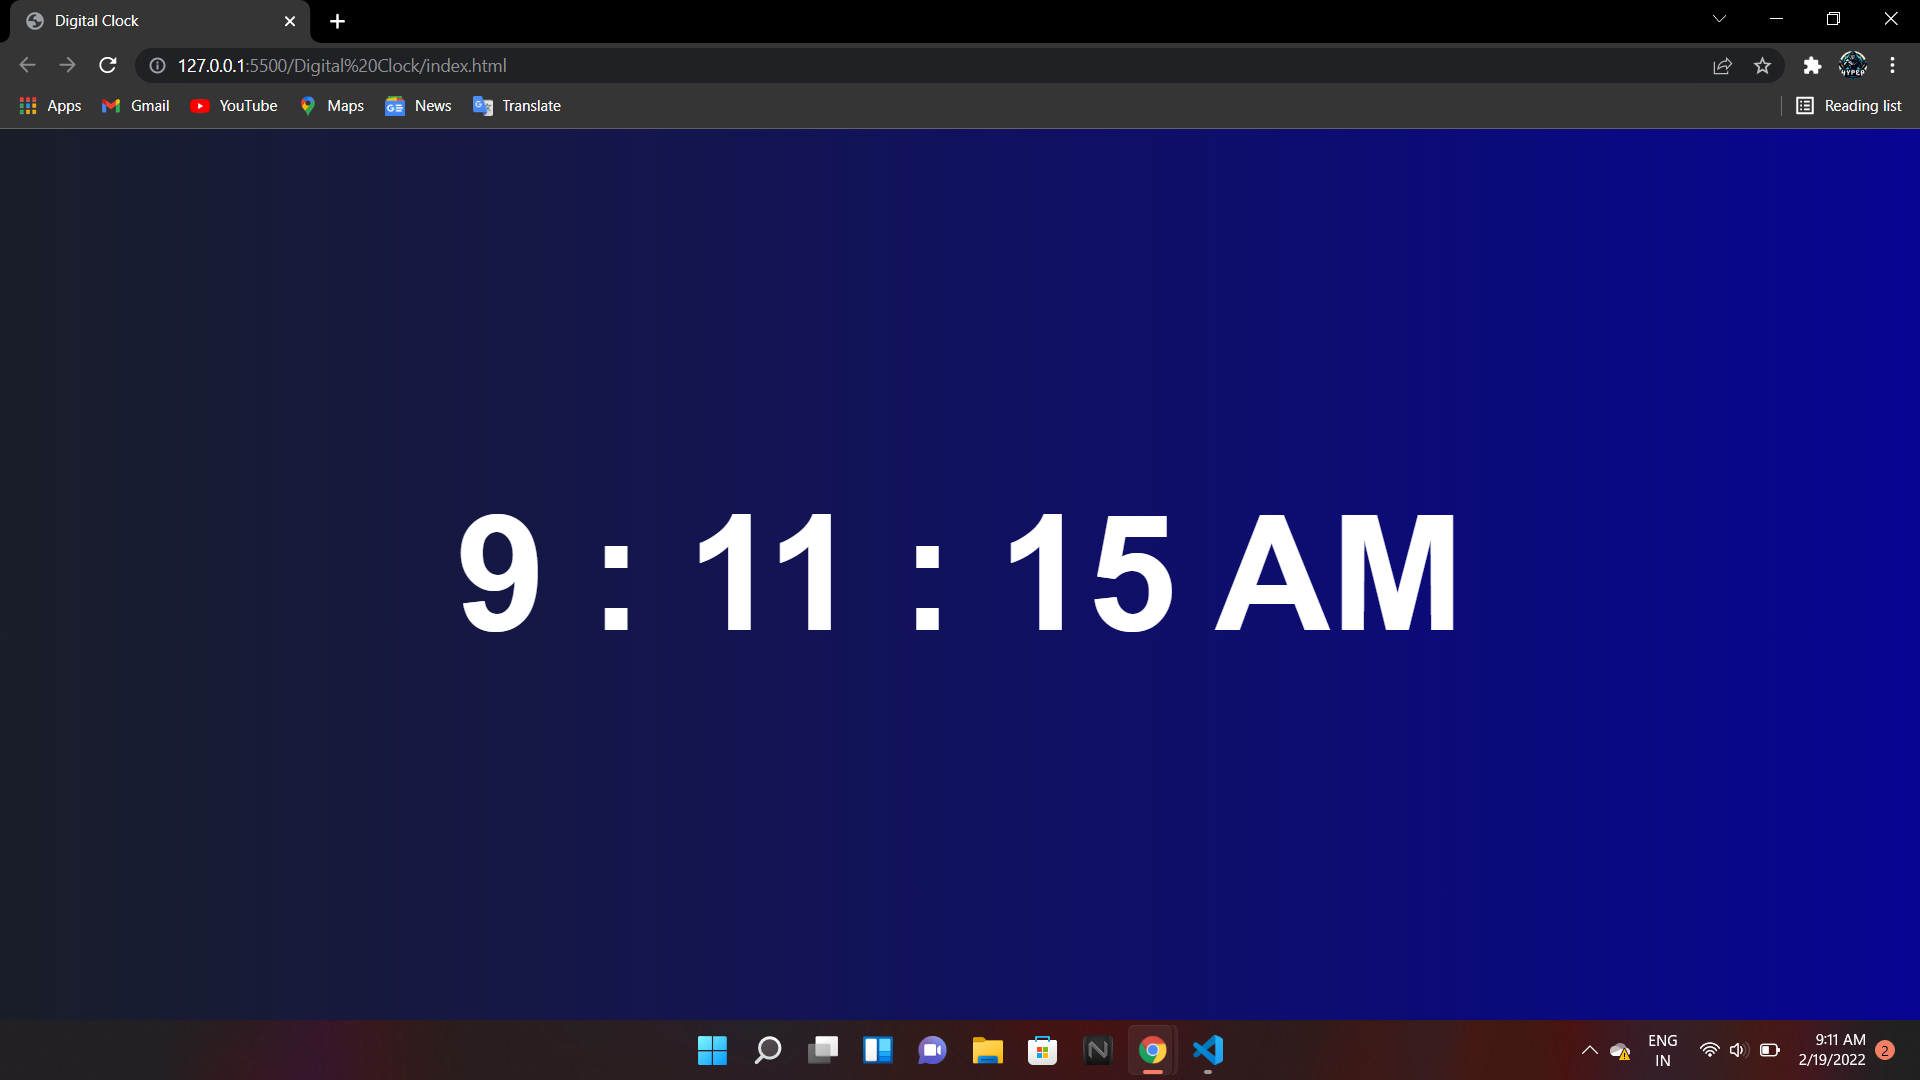 Digital Clock
127.0.0.1:5500/Digital%20Clock/index.html
HYPER
Apps Gmail YouTube Maps News Translate Reading list
9 : 11 : 15 AM
ENG
IN
9:11 AM
2/19/2022
2